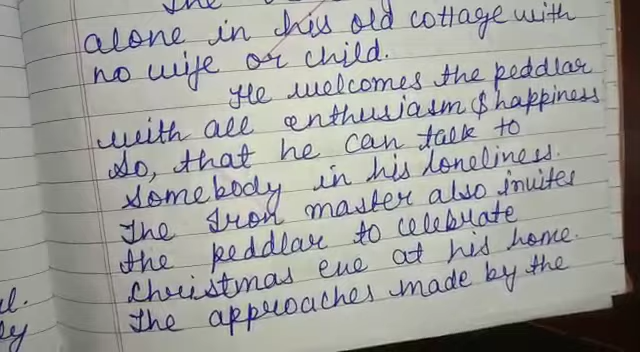 The
alone in his old cottage with
no wife or child.
He welcomes the peddlar
with all enthusiasm & happiness
So, that he can talk to
somebody in his loneliness.
The Iron master also invites
the peddlar to celebrate
Christmas eve at his home.
The approaches made by the